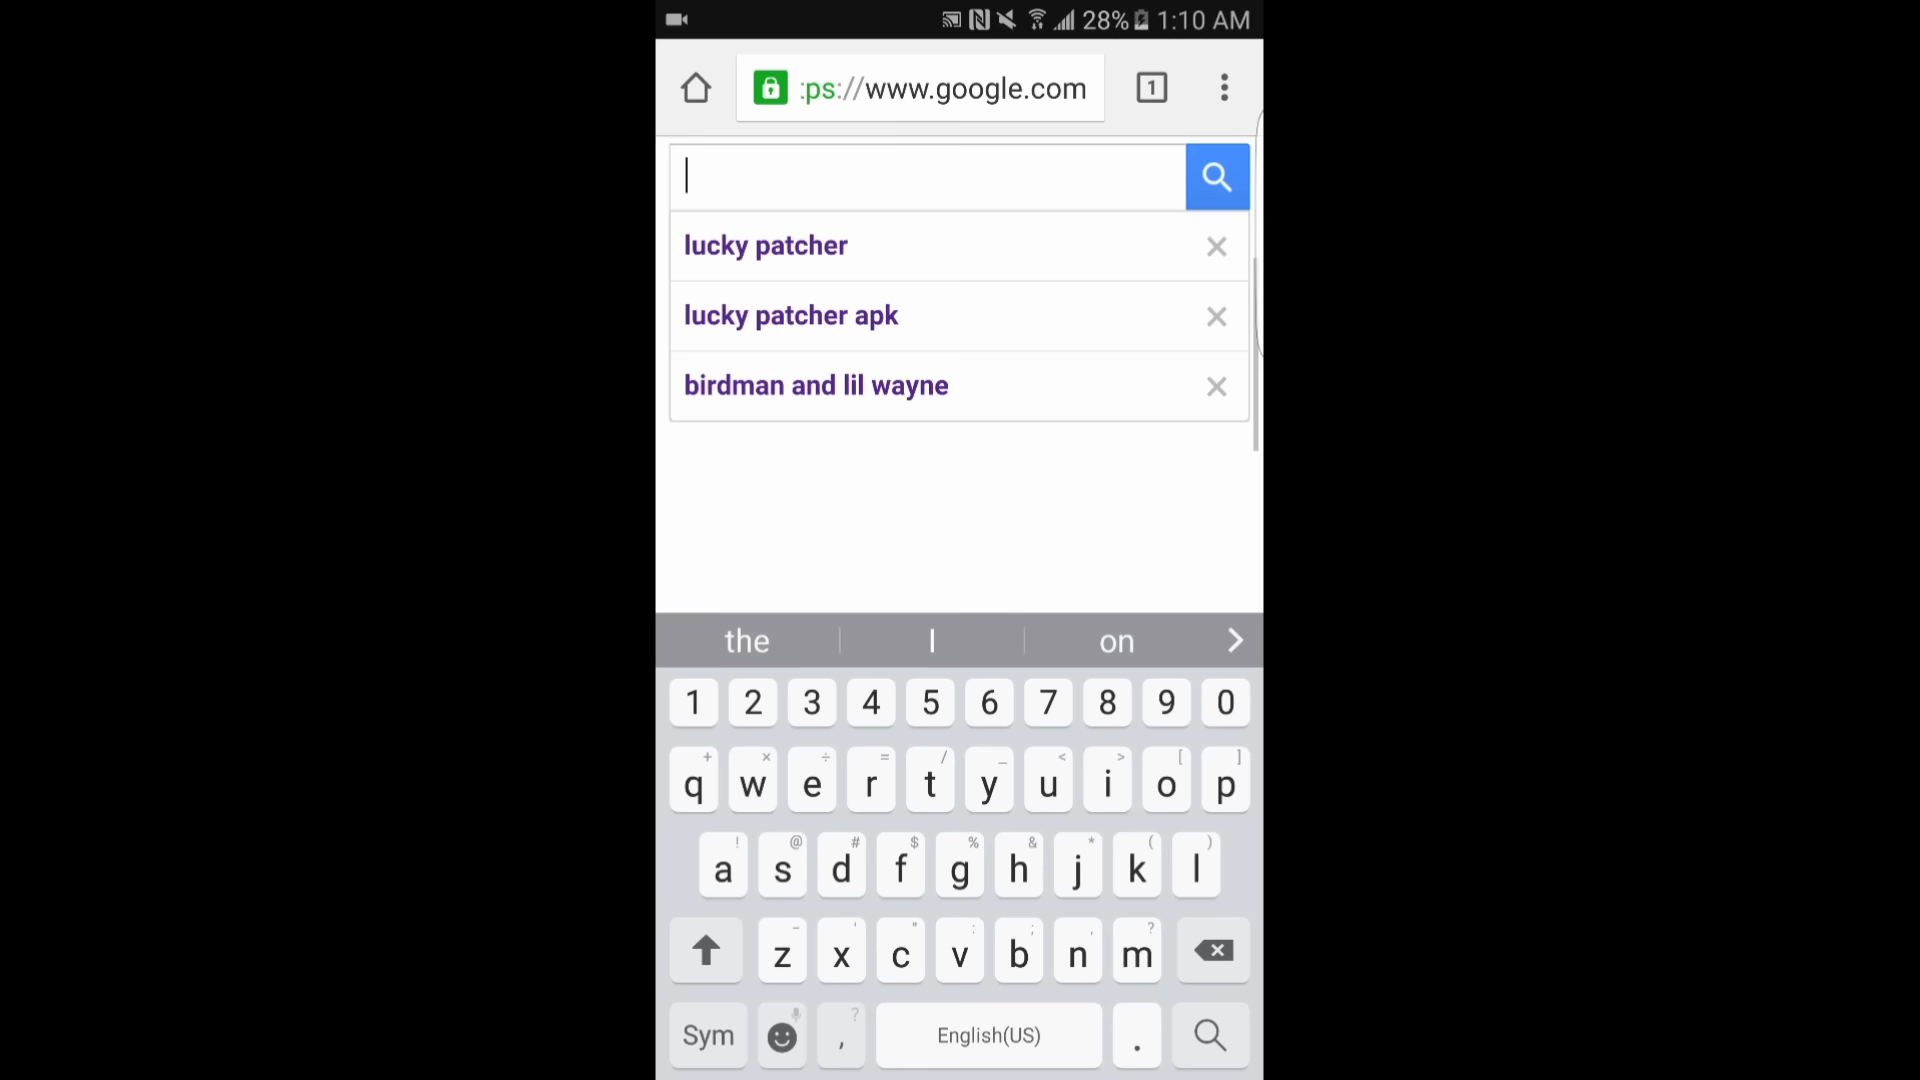 28% 1:10 AM
:ps://www.google.com
1
lucky patcher
lucky patcher apk
birdman and lil wayne
the I on
1 2 3 4 5 6 7 8 9 0
+ × ÷ = / _ < > [ ]
q w e r t y u i o p
! @ # $ % & * ( )
a s d f g h j k l
- ' " : ; , ?
z x c v b n m
?
Sym , English(US) .